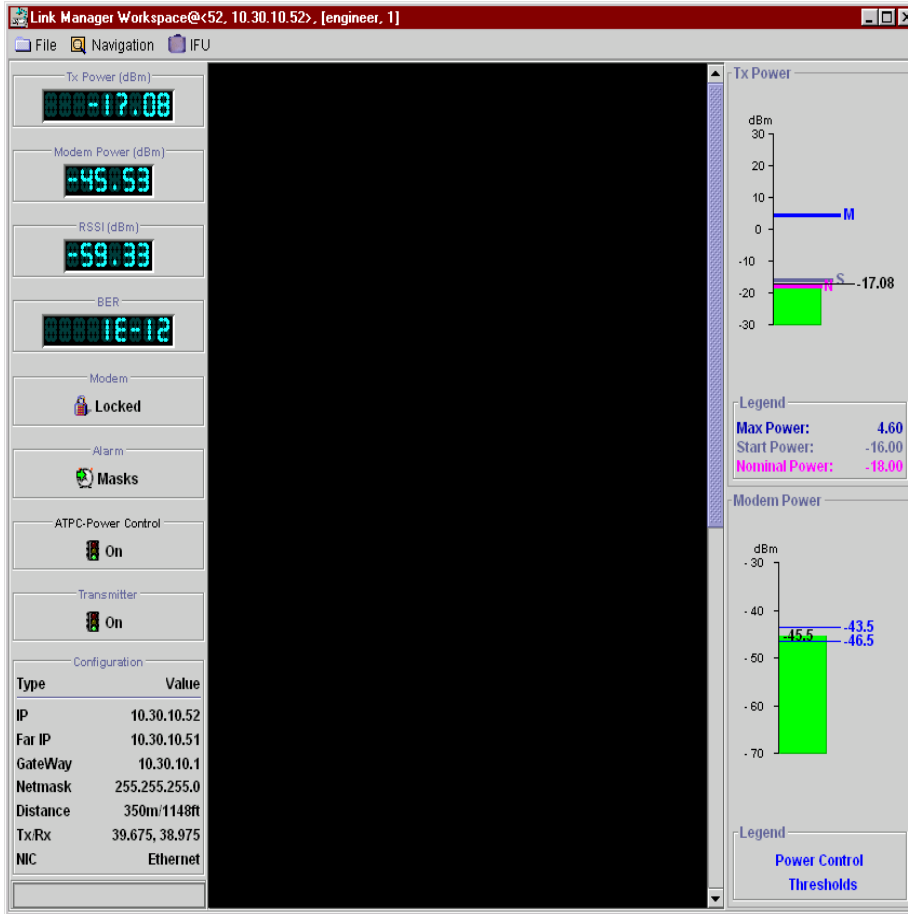 Link Manager Workspace@<52, 10.30.10.52>, [engineer, 1]
File Navigation IFU
Tx Power (dBm)
-17.08
Modem Power (dBm)
-45.53
RSSI (dBm)
-59.33
BER
1E-12
Modem
Locked
Alarm
Masks
ATPC-Power Control
On
Transmitter
On
Configuration
Type Value
IP 10.30.10.52
Far IP 10.30.10.51
GateWay 10.30.10.1
Netmask 255.255.255.0
Distance 350m/1148ft
Tx/Rx 39.675, 38.975
NIC Ethernet
Tx Power
dBm
30
20
10
M
0
-10
S
N
-17.08
-20
-30
Legend
Max Power: 4.60
Start Power: -16.00
Nominal Power: -18.00
Modem Power
dBm
-30
-40
-43.5
-45.5
-46.5
-50
-60
-70
Legend
Power Control
Thresholds